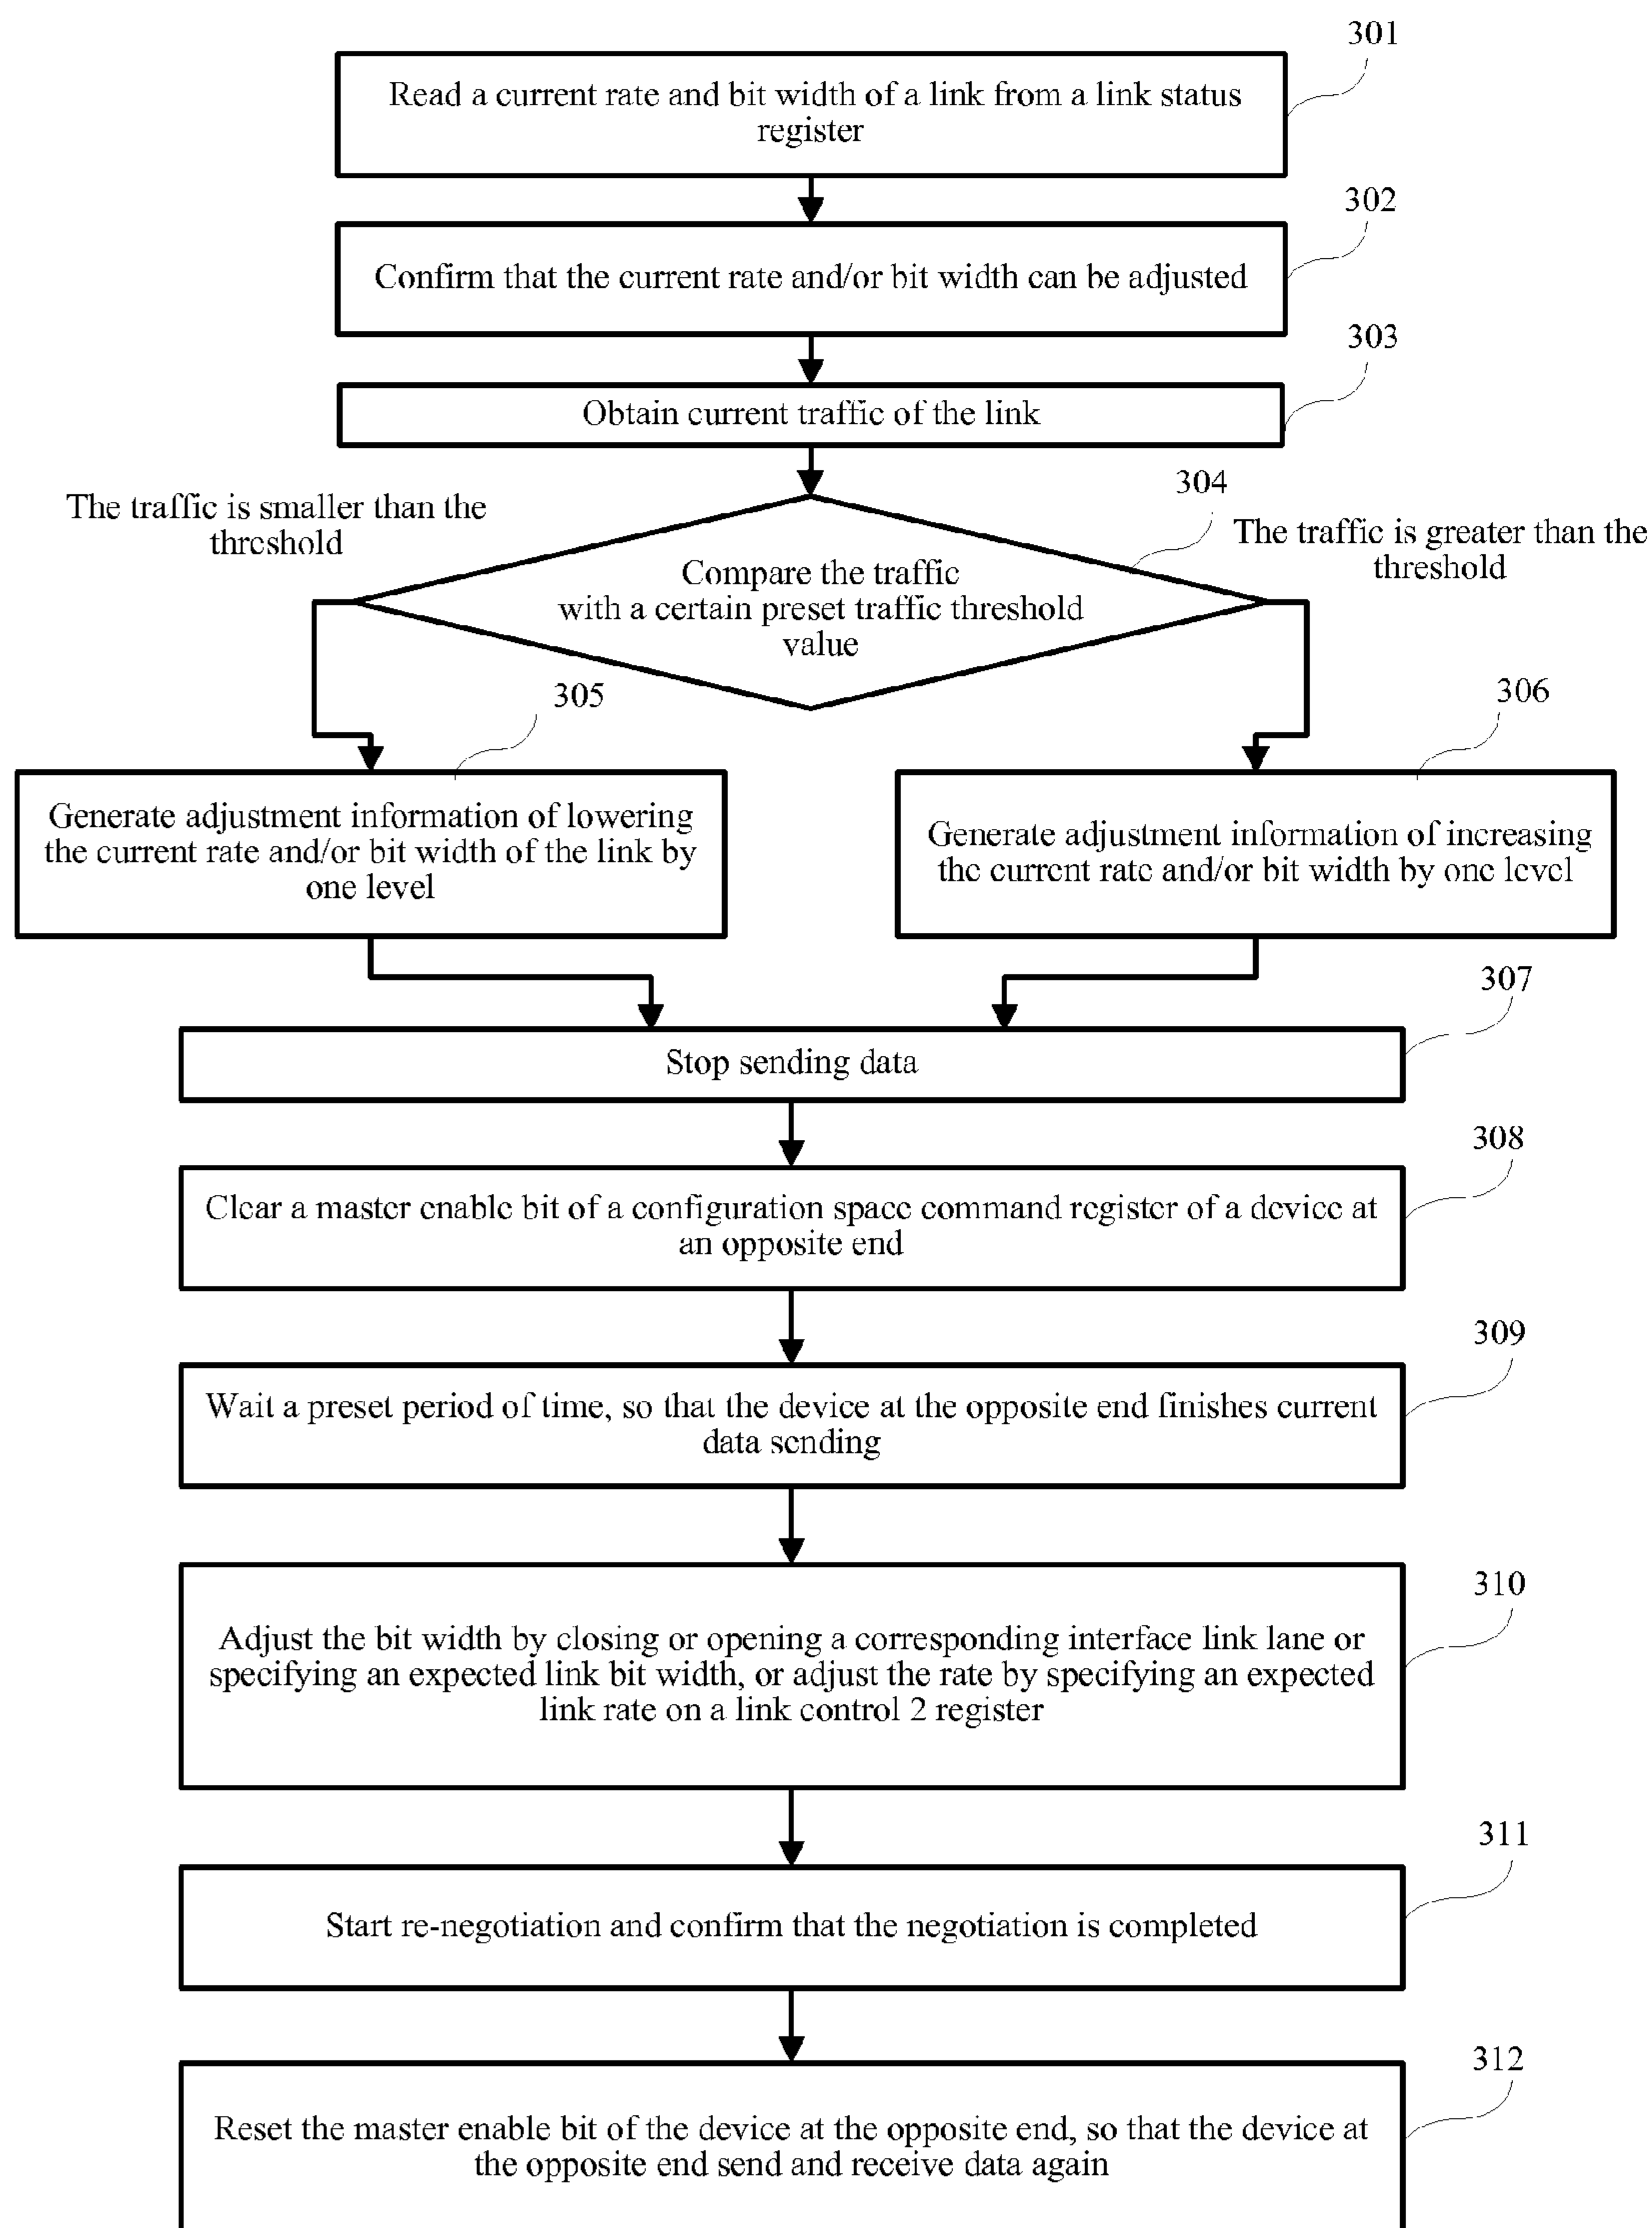 301
Read a current rate and bit width of a link from a link status
register
302
Confirm that the current rate and/or bit width can be adjusted
303
Obtain current traffic of the link
304
The traffic is smaller than the
threshold
The traffic is greater than the
threshold
Compare the traffic
with a certain preset traffic threshold
value
305
306
Generate adjustment information of lowering
the current rate and/or bit width of the link by
one level
Generate adjustment information of increasing
the current rate and/or bit width by one level
307
Stop sending data
308
Clear a master enable bit of a configuration space command register of a device at
an opposite end
309
Wait a preset period of time, so that the device at the opposite end finishes current
data sending
310
Adjust the bit width by closing or opening a corresponding interface link lane or
specifying an expected link bit width, or adjust the rate by specifying an expected
link rate on a link control 2 register
311
Start re-negotiation and confirm that the negotiation is completed
312
Reset the master enable bit of the device at the opposite end, so that the device at
the opposite end send and receive data again